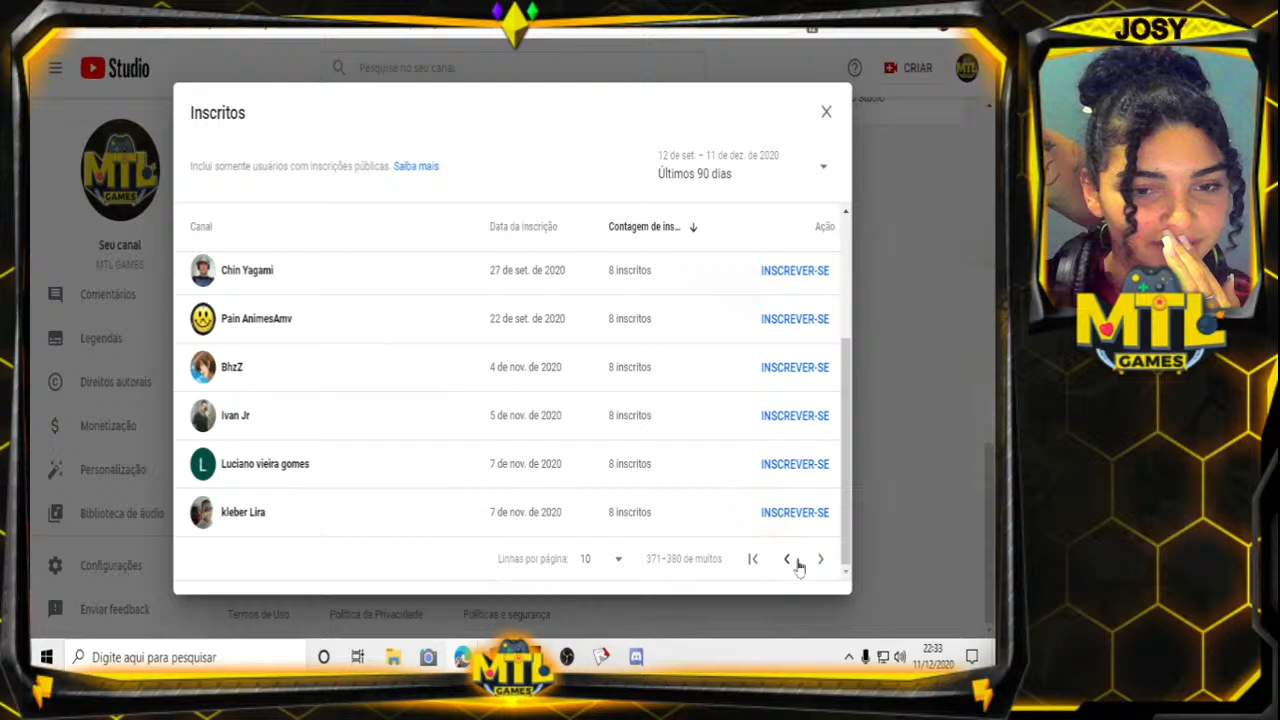 JOSY
Studio
Pesquise no seu canal
CRIAR
MTL
Studio
MTL
GAMES
Seu canal
MTL GAMES
Comentários
Legendas
Direitos autorais
Monetização
Personalização
Biblioteca de áudio
Configurações
Enviar feedback
Inscritos
Inclui somente usuários com inscrições públicas. Saiba mais
12 de set. – 11 de dez. de 2020
Últimos 90 dias
Canal Data da inscrição Contagem de ins... Ação
Chin Yagami 27 de set. de 2020 8 inscritos INSCREVER-SE
Pain AnimesAmv 22 de set. de 2020 8 inscritos INSCREVER-SE
BhzZ 4 de nov. de 2020 8 inscritos INSCREVER-SE
Ivan Jr 5 de nov. de 2020 8 inscritos INSCREVER-SE
L Luciano vieira gomes 7 de nov. de 2020 8 inscritos INSCREVER-SE
kleber Lira 7 de nov. de 2020 8 inscritos INSCREVER-SE
Linhas por página: 10 371–380 de muitos
Termos de Uso Política de Privacidade Políticas e segurança
MTL
GAMES
Digite aqui para pesquisar
MTL
GAMES
22:33
11/12/2020